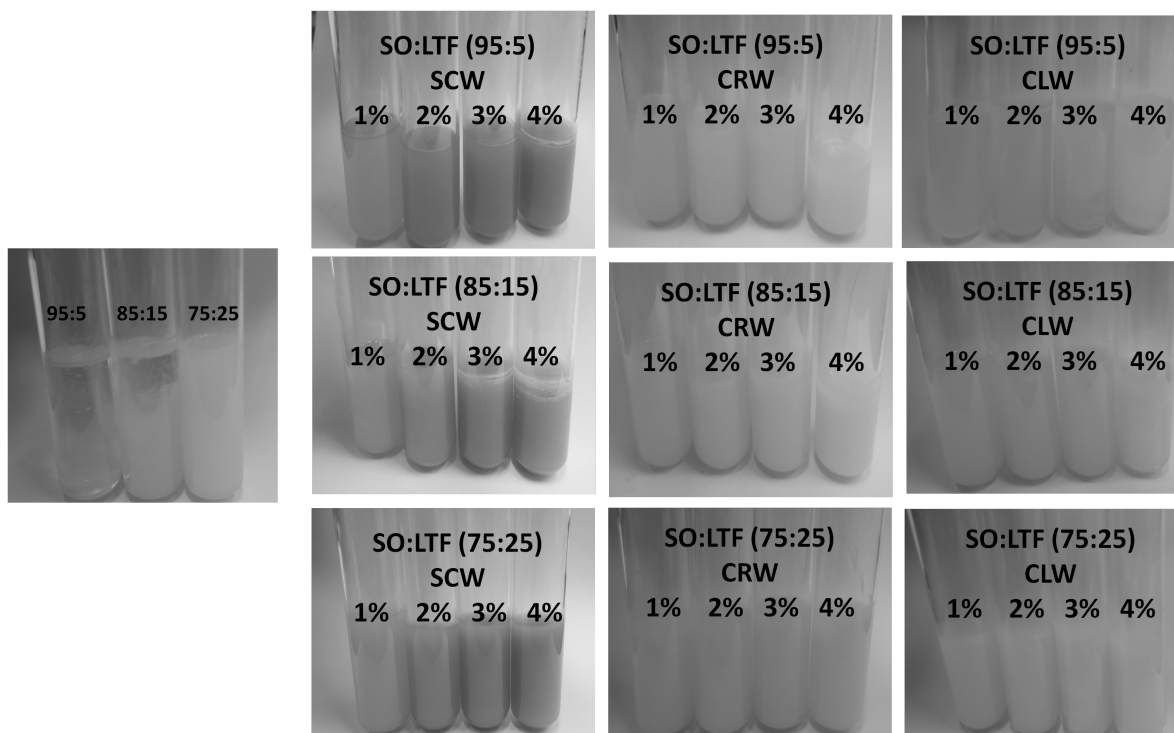 SO:LTF (95:5)
SCW
1% 2% 3% 4%
SO:LTF (95:5)
CRW
1% 2% 3% 4%
SO:LTF (95:5)
CLW
1% 2% 3% 4%
95:5 85:15 75:25
SO:LTF (85:15)
SCW
1% 2% 3% 4%
SO:LTF (85:15)
CRW
1% 2% 3% 4%
SO:LTF (85:15)
CLW
1% 2% 3% 4%
SO:LTF (75:25)
SCW
1% 2% 3% 4%
SO:LTF (75:25)
CRW
1% 2% 3% 4%
SO:LTF (75:25)
CLW
1% 2% 3% 4%